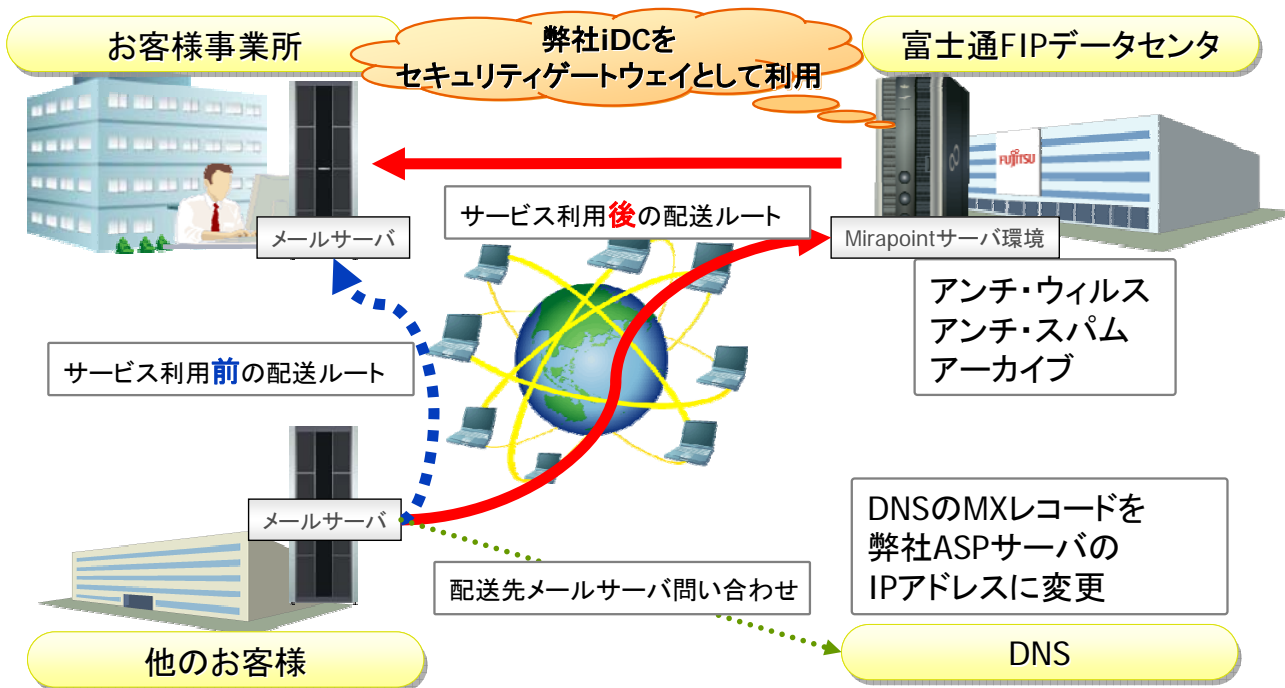 お客様事業所
弊社iDCを
セキュリティゲートウェイとして利用
富士通FIPデータセンタ
FUJITSU
サービス利用後の配送ルート
メールサーバ
Mirapointサーバ環境
アンチ・ウィルス
アンチ・スパム
アーカイブ
サービス利用前の配送ルート
メールサーバ
DNSのMXレコードを
弊社ASPサーバの
IPアドレスに変更
配送先メールサーバ問い合わせ
他のお客様
DNS